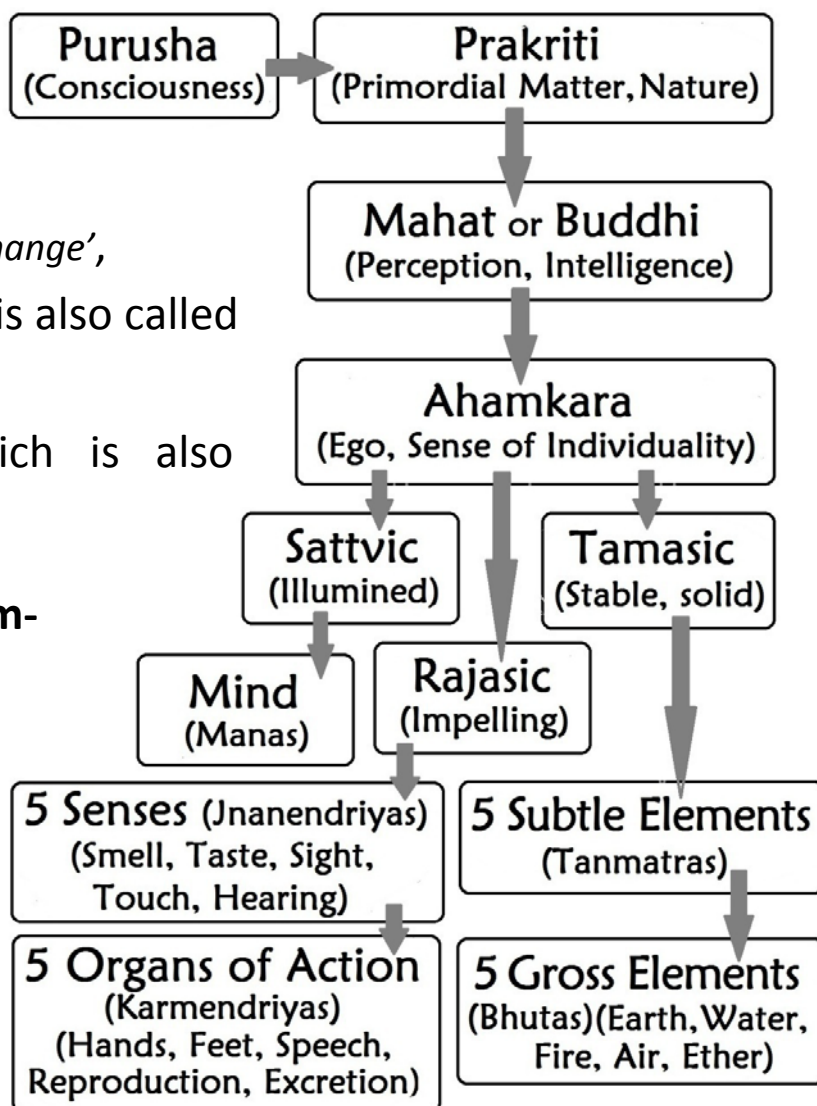 Purusha
(Consciousness)
Prakriti
(Primordial Matter, Nature)
hange’,
is also called
ich is also
m-
Mahat or Buddhi
(Perception, Intelligence)
Ahamkara
(Ego, Sense of Individuality)
Sattvic
(Illumined)
Tamasic
(Stable, solid)
Mind
(Manas)
Rajasic
(Impelling)
5 Senses (Jnanendriyas)
(Smell, Taste, Sight,
Touch, Hearing)
5 Subtle Elements
(Tanmatras)
5 Organs of Action
(Karmendriyas)
(Hands, Feet, Speech,
Reproduction, Excretion)
5 Gross Elements
(Bhutas)(Earth, Water,
Fire, Air, Ether)